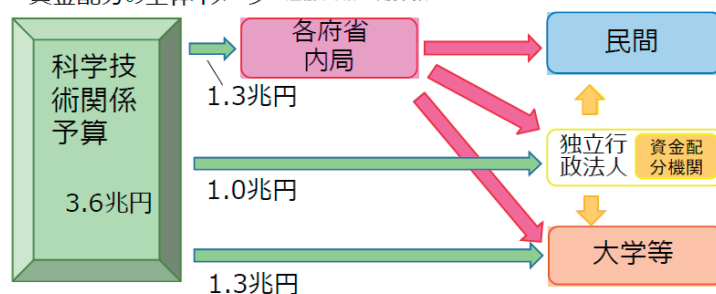 各府省
内局
民間
科学技
術関係
予算
3.6兆円
1.3兆円
独立行
政法人
資金配
分機関
1.0兆円
大学等
1.3兆円